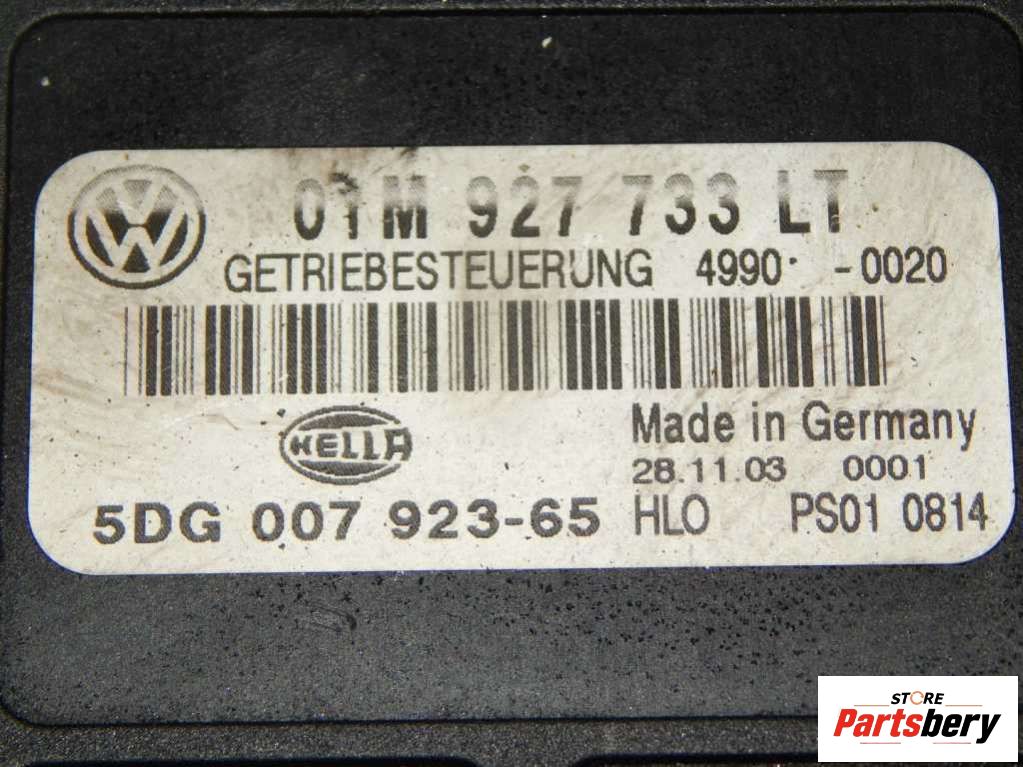 01M 927 733 LT
GETRIEBESTEUERUNG 4990 -0020
HELLA
Made in Germany
28.11.03 0001
5DG 007 923-65 HLO PS01 0814
STORE
Partsbery